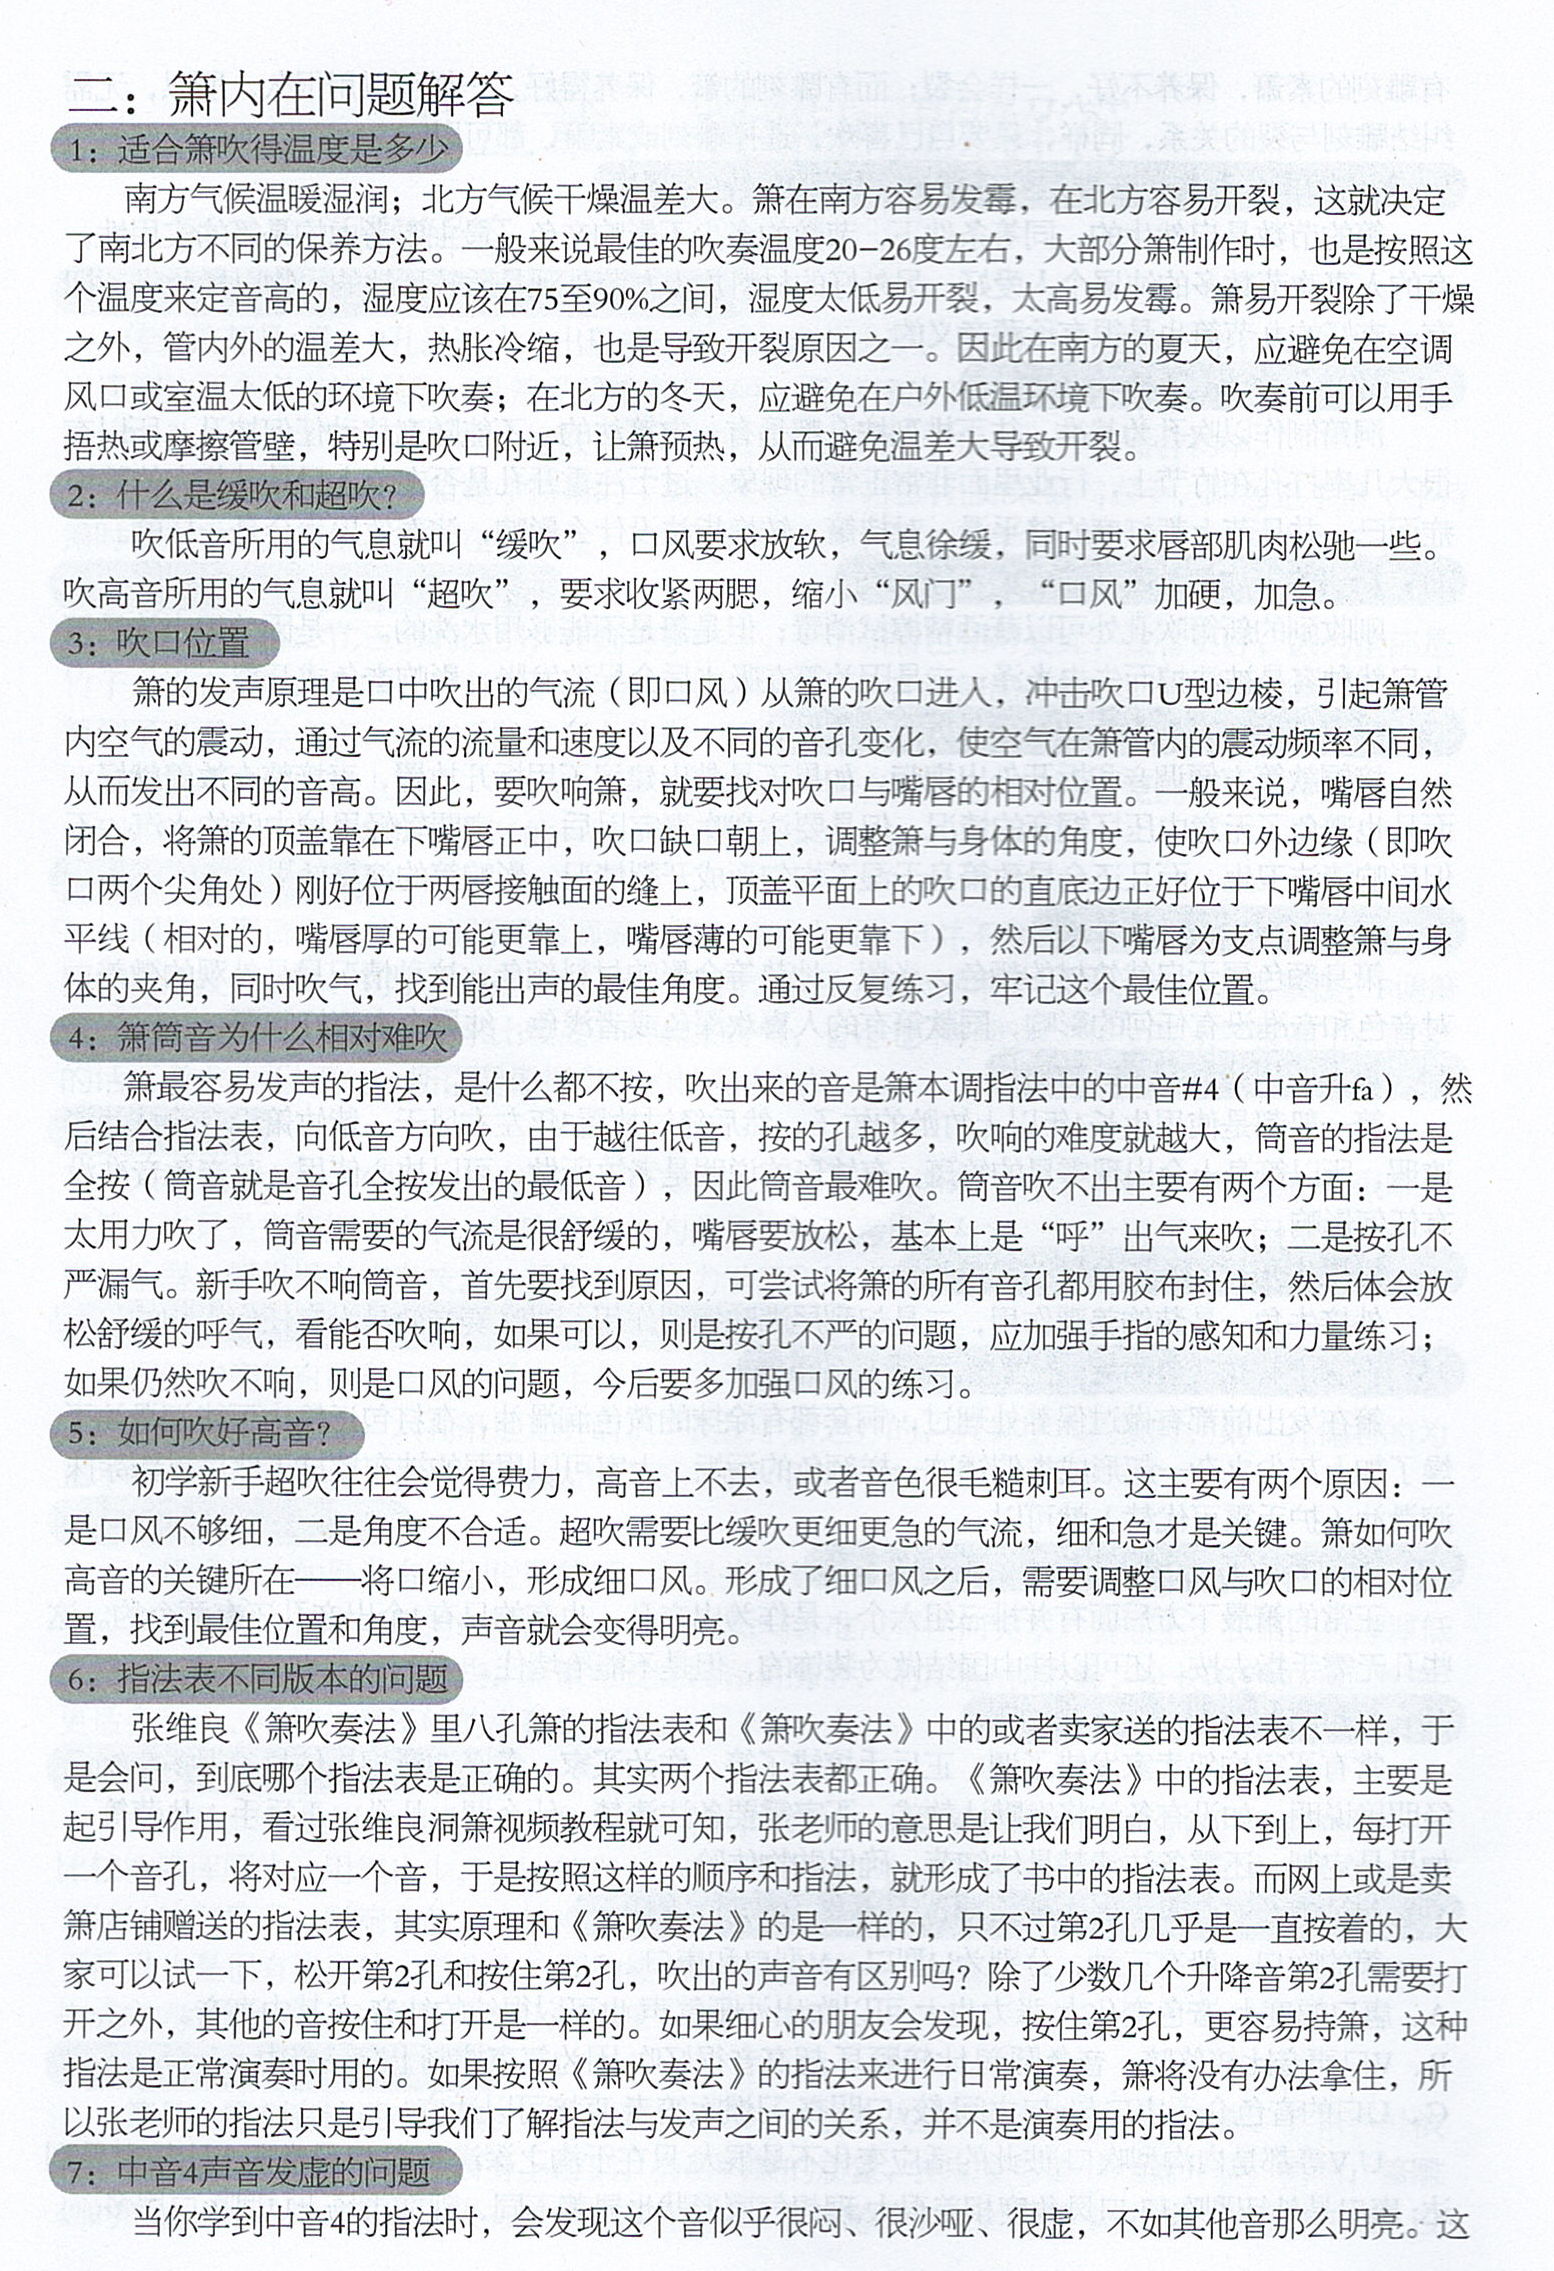 二：箫内在问题解答
1：适合箫吹得温度是多少
南方气候温暖湿润；北方气候干燥温差大。箫在南方容易发霉，在北方容易开裂，这就决定
了南北方不同的保养方法。一般来说最佳的吹奏温度20-26度左右，大部分箫制作时，也是按照这
个温度来定音高的，湿度应该在75至90%之间，湿度太低易开裂，太高易发霉。箫易开裂除了干燥
之外，管内外的温差大，热胀冷缩，也是导致开裂原因之一。因此在南方的夏天，应避免在空调
风口或室温太低的环境下吹奏；在北方的冬天，应避免在户外低温环境下吹奏。吹奏前可以用手
捂热或摩擦管壁，特别是吹口附近，让箫预热，从而避免温差大导致开裂。
2：什么是缓吹和超吹？
吹低音所用的气息就叫“缓吹”，口风要求放软，气息徐缓，同时要求唇部肌肉松驰一些。
吹高音所用的气息就叫“超吹”，要求收紧两腮，缩小“风门”，“口风”加硬，加急。
3：吹口位置
箫的发声原理是口中吹出的气流（即口风）从箫的吹口进入，冲击吹口U型边棱，引起箫管
内空气的震动，通过气流的流量和速度以及不同的音孔变化，使空气在箫管内的震动频率不同，
从而发出不同的音高。因此，要吹响箫，就要找对吹口与嘴唇的相对位置。一般来说，嘴唇自然
闭合，将箫的顶盖靠在下嘴唇正中，吹口缺口朝上，调整箫与身体的角度，使吹口外边缘（即吹
口两个尖角处）刚好位于两唇接触面的缝上，顶盖平面上的吹口的直底边正好位于下嘴唇中间水
平线（相对的，嘴唇厚的可能更靠上，嘴唇薄的可能更靠下），然后以下嘴唇为支点调整箫与身
体的夹角，同时吹气，找到能出声的最佳角度。通过反复练习，牢记这个最佳位置。
4：箫筒音为什么相对难吹
箫最容易发声的指法，是什么都不按，吹出来的音是箫本调指法中的中音#4（中音升fa），然
后结合指法表，向低音方向吹，由于越往低音，按的孔越多，吹响的难度就越大，筒音的指法是
全按（筒音就是音孔全按发出的最低音），因此筒音最难吹。筒音吹不出主要有两个方面：一是
太用力吹了，筒音需要的气流是很舒缓的，嘴唇要放松，基本上是“呼”出气来吹；二是按孔不
严漏气。新手吹不响筒音，首先要找到原因，可尝试将箫的所有音孔都用胶布封住，然后体会放
松舒缓的呼气，看能否吹响，如果可以，则是按孔不严的问题，应加强手指的感知和力量练习；
如果仍然吹不响，则是口风的问题，今后要多加强口风的练习。
5：如何吹好高音？
初学新手超吹往往会觉得费力，高音上不去，或者音色很毛糙刺耳。这主要有两个原因：一
是口风不够细，二是角度不合适。超吹需要比缓吹更细更急的气流，细和急才是关键。箫如何吹
高音的关键所在——将口缩小，形成细口风。形成了细口风之后，需要调整口风与吹口的相对位
置，找到最佳位置和角度，声音就会变得明亮。
6：指法表不同版本的问题
张维良《箫吹奏法》里八孔箫的指法表和《箫吹奏法》中的或者卖家送的指法表不一样，于
是会问，到底哪个指法表是正确的。其实两个指法表都正确。《箫吹奏法》中的指法表，主要是
起引导作用，看过张维良洞箫视频教程就可知，张老师的意思是让我们明白，从下到上，每打开
一个音孔，将对应一个音，于是按照这样的顺序和指法，就形成了书中的指法表。而网上或是卖
箫店铺赠送的指法表，其实原理和《箫吹奏法》的是一样的，只不过第2孔几乎是一直按着的，大
家可以试一下，松开第2孔和按住第2孔，吹出的声音有区别吗？除了少数几个升降音第2孔需要打
开之外，其他的音按住和打开是一样的。如果细心的朋友会发现，按住第2孔，更容易持箫，这种
指法是正常演奏时用的。如果按照《箫吹奏法》的指法来进行日常演奏，箫将没有办法拿住，所
以张老师的指法只是引导我们了解指法与发声之间的关系，并不是演奏用的指法。
7：中音4声音发虚的问题
当你学到中音4的指法时，会发现这个音似乎很闷、很沙哑、很虚，不如其他音那么明亮。这